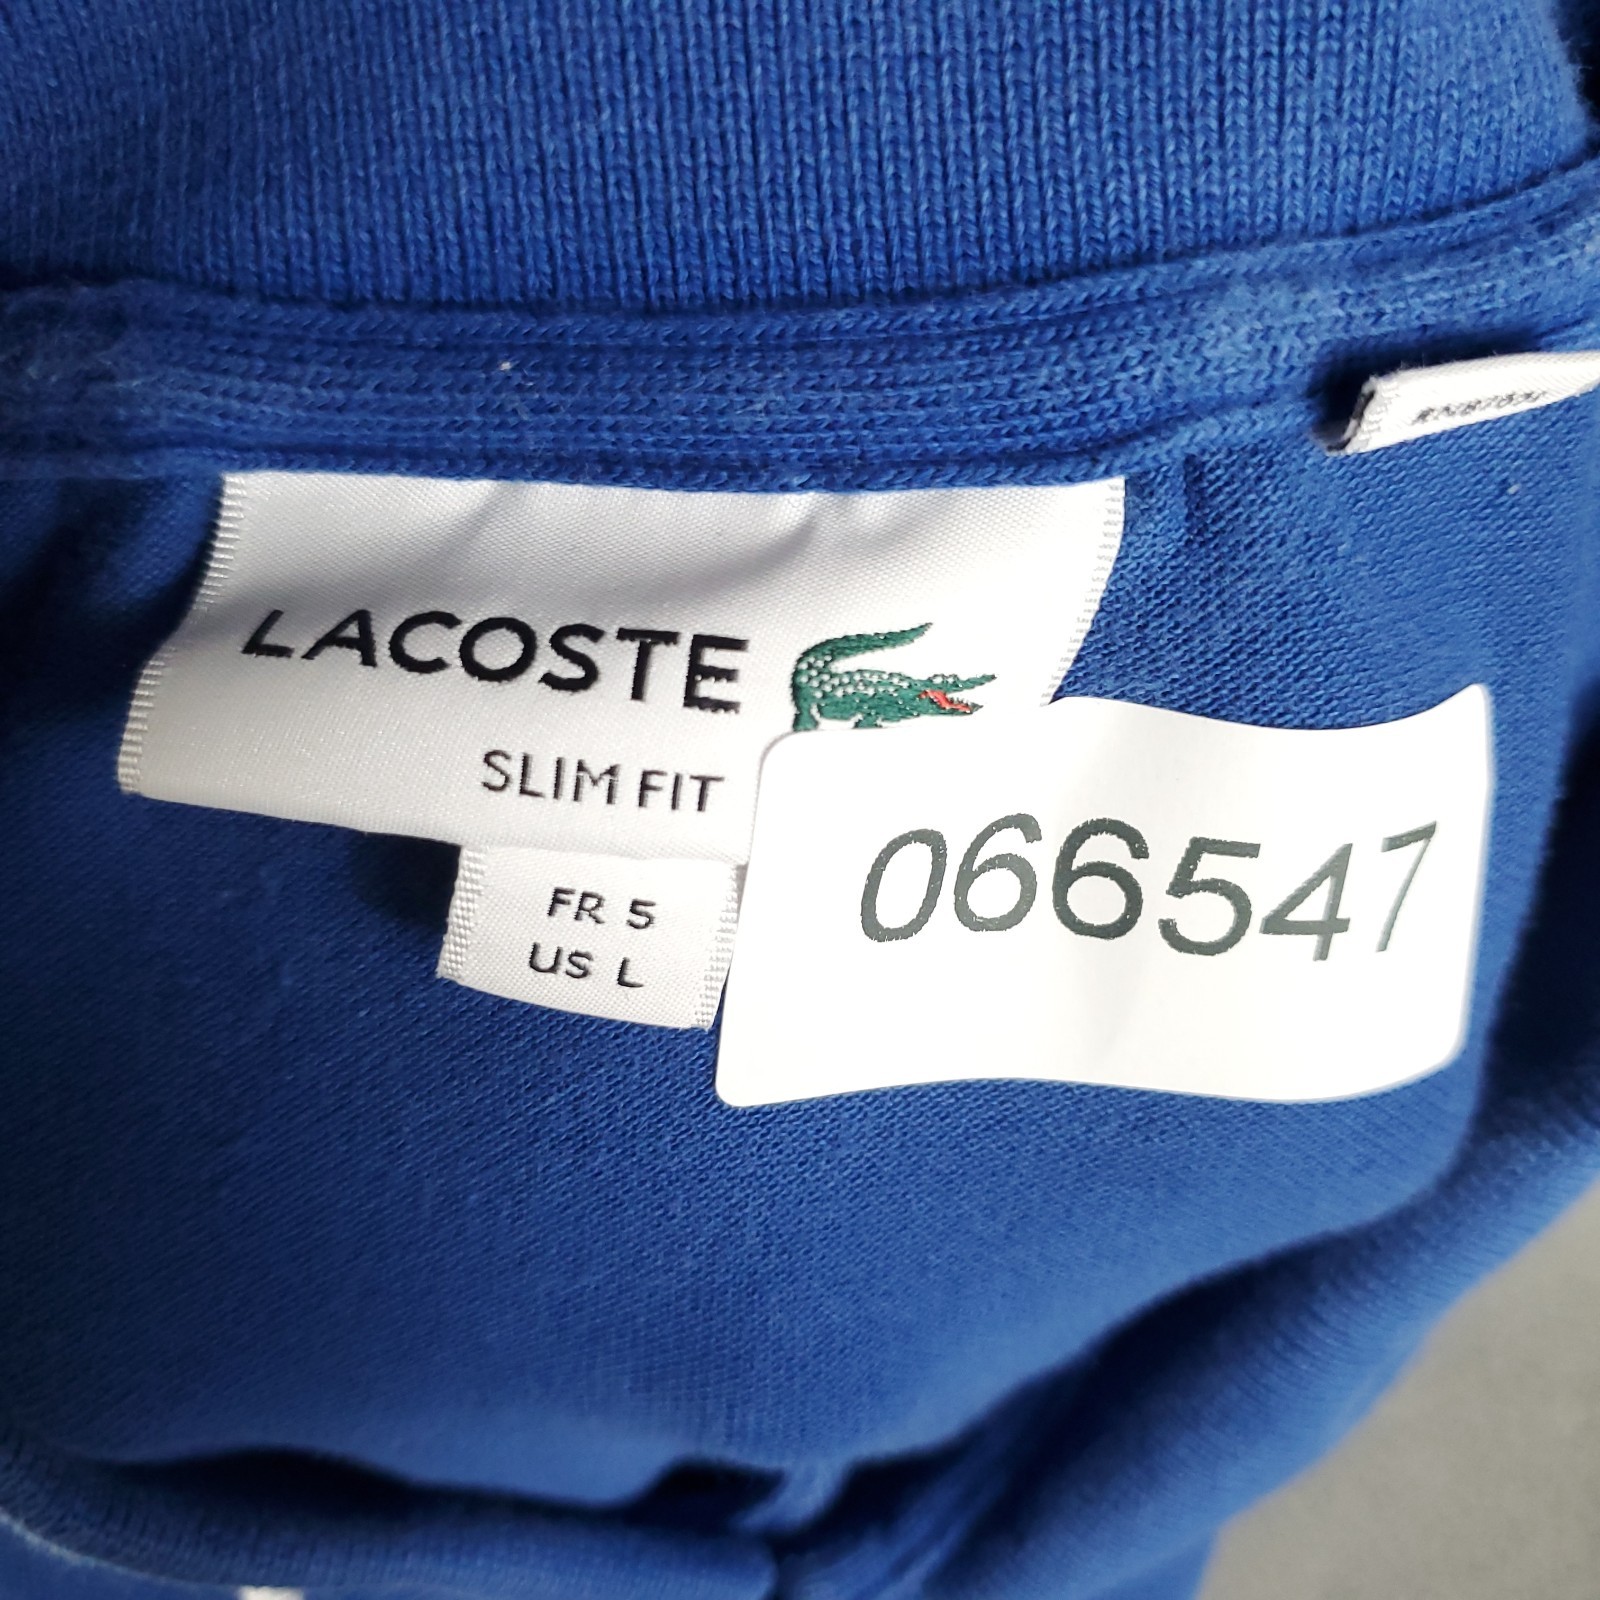 LACOSTE
SLIM FIT
FR 5
US L
066547